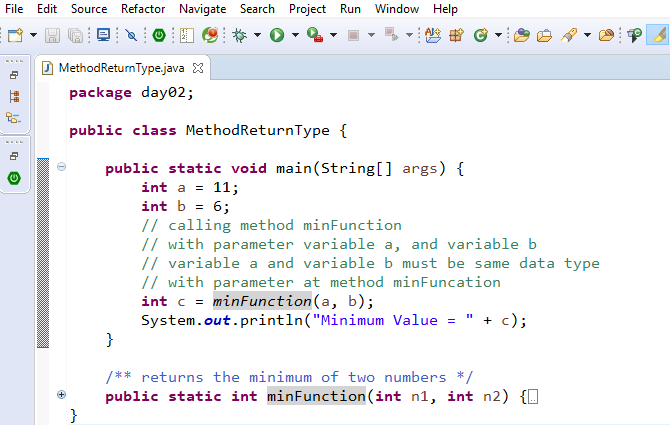 File Edit Source Refactor Navigate Search Project Run Window Help
MethodReturnType.java
package day02;
public class MethodReturnType {
public static void main(String[] args) {
int a = 11;
int b = 6;
// calling method minFunction
// with parameter variable a, and variable b
// variable a and variable b must be same data type
// with parameter at method minFuncation
int c = minFunction(a, b);
System.out.println("Minimum Value = " + c);
}
/** returns the minimum of two numbers */
public static int minFunction(int n1, int n2) {
}